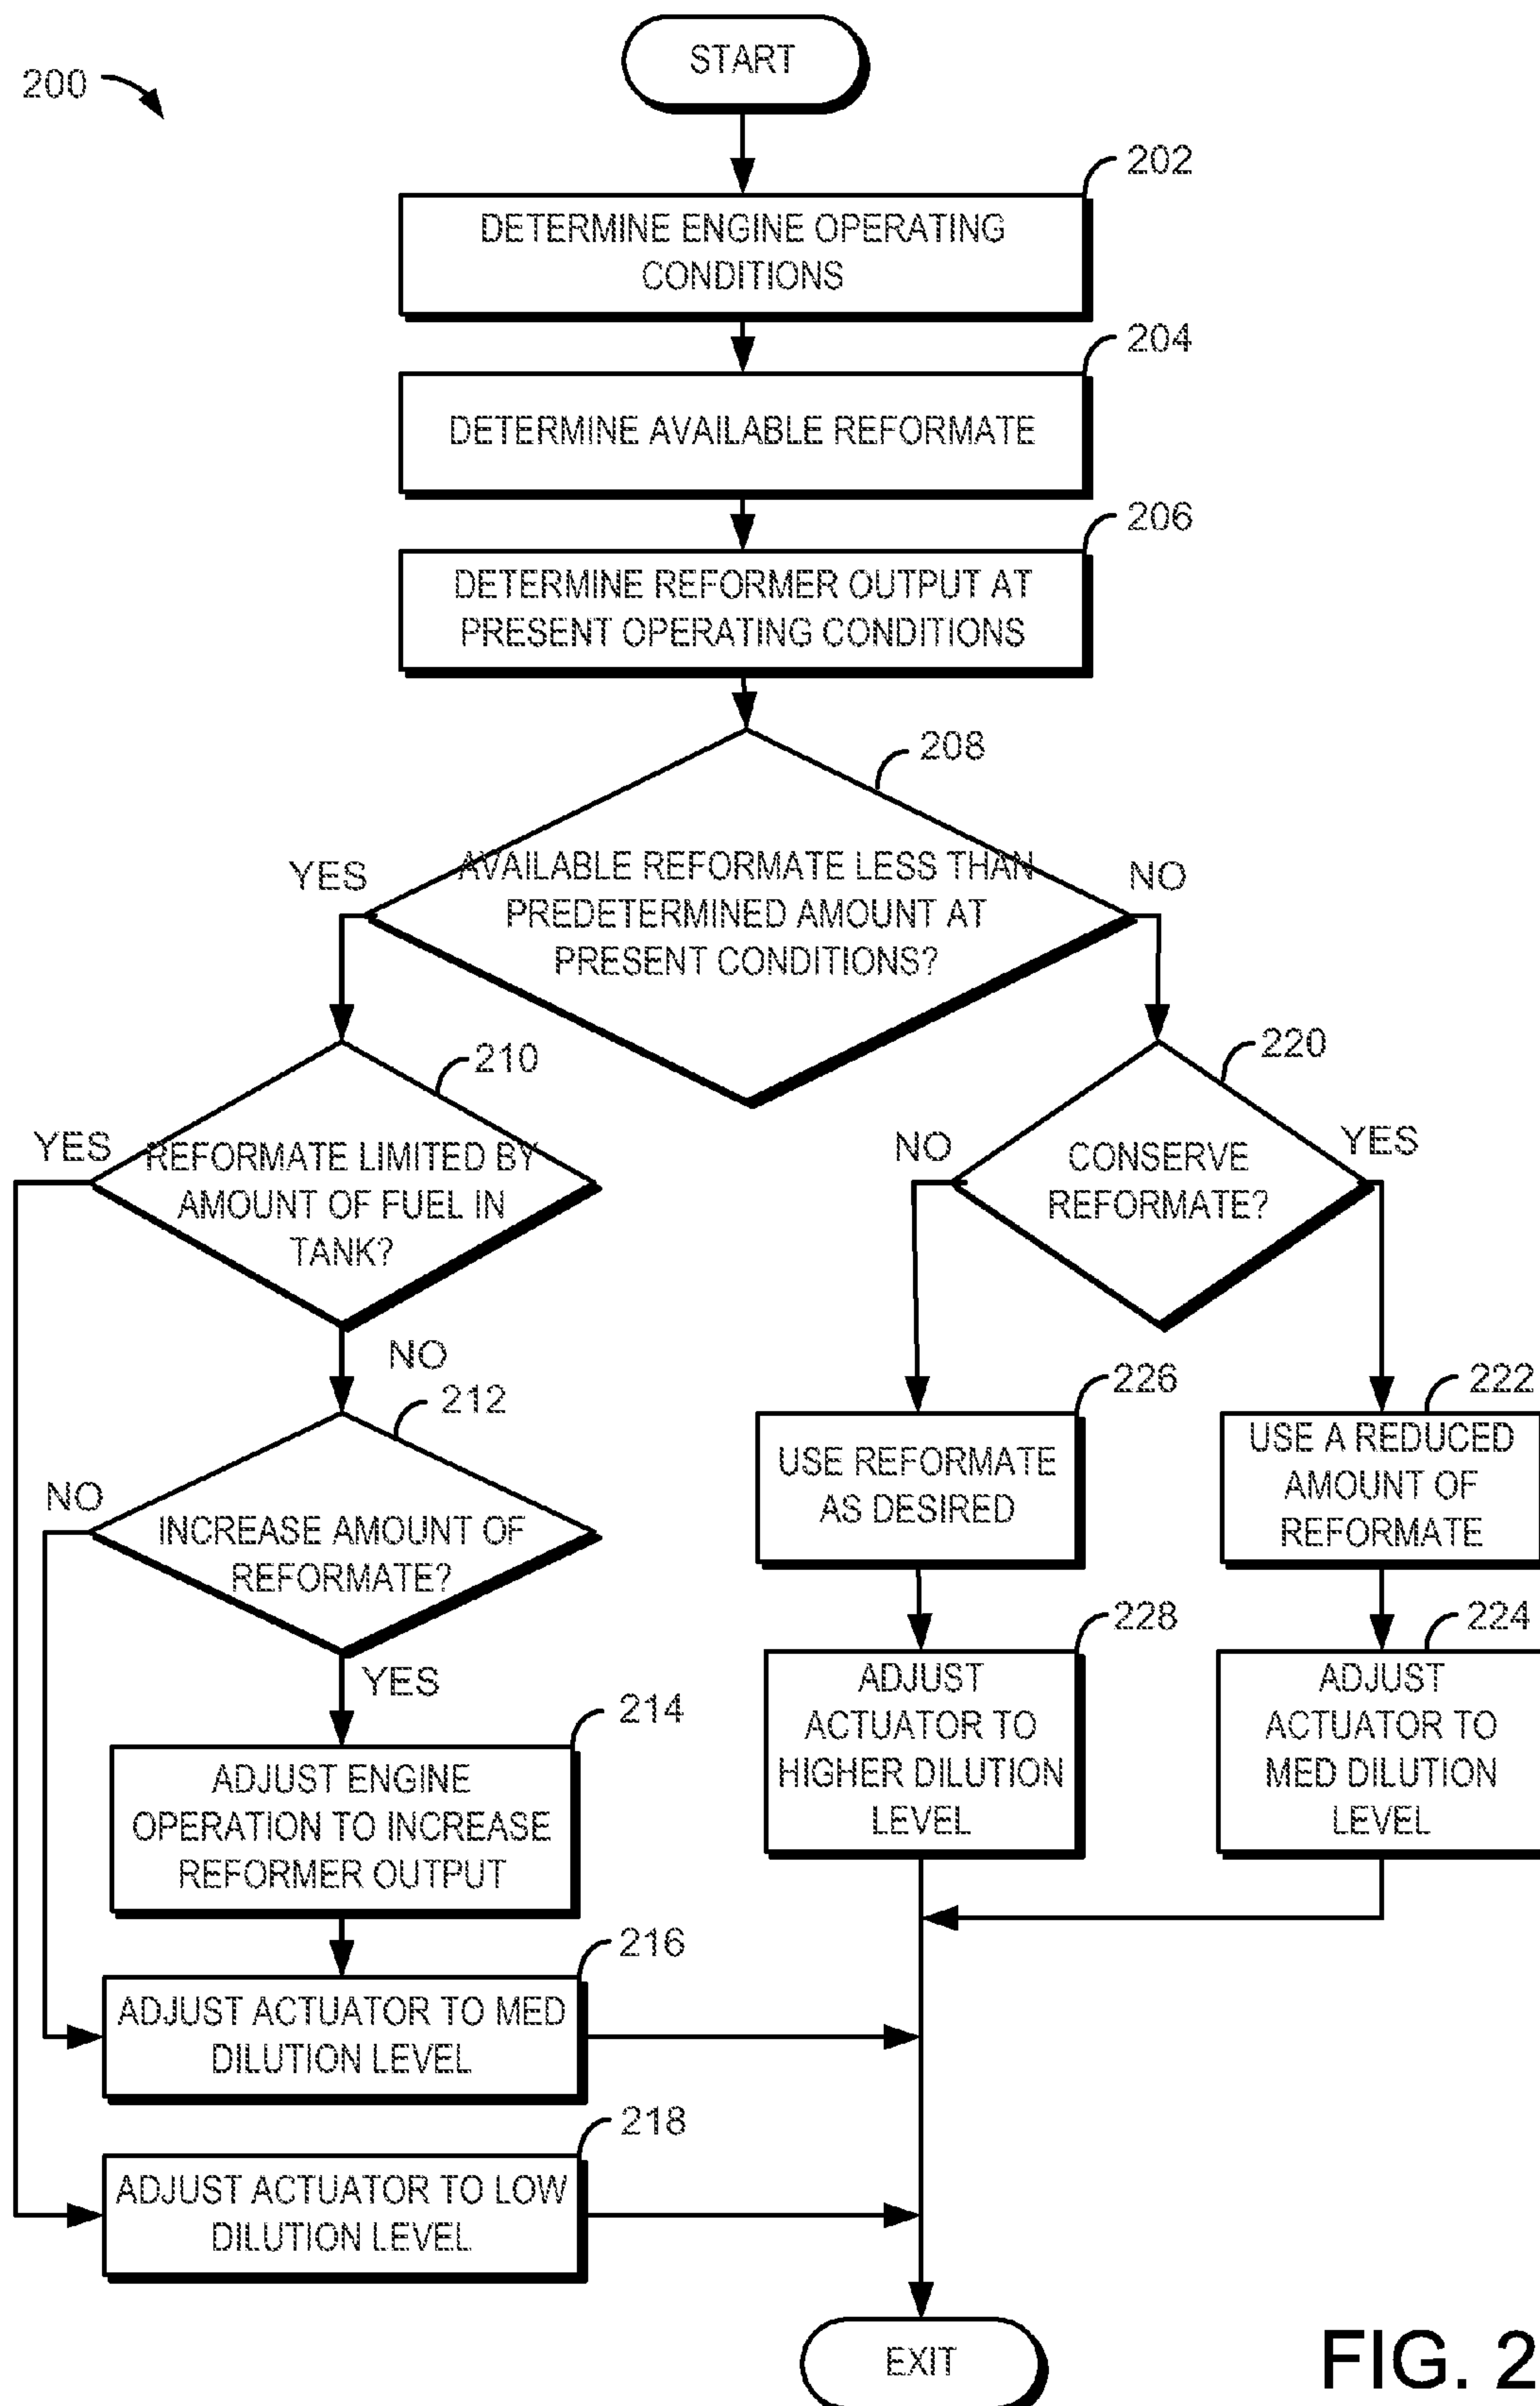 START
200
202
DETERMINE ENGINE OPERATING
CONDITIONS
204
DETERMINE AVAILABLE REFORMATE
206
DETERMINE REFORMER OUTPUT AT
PRESENT OPERATING CONDITIONS
208
YES
AVAILABLE REFORMATE LESS THAN
PREDETERMINED AMOUNT AT
PRESENT CONDITIONS?
NO
210
YES
REFORMATE LIMITED BY
AMOUNT OF FUEL IN
TANK?
NO
220
NO
CONSERVE
REFORMATE?
YES
212
NO
INCREASE AMOUNT OF
REFORMATE?
YES
226
USE REFORMATE
AS DESIRED
222
USE A REDUCED
AMOUNT OF
REFORMATE
228
ADJUST
ACTUATOR TO
HIGHER DILUTION
LEVEL
224
ADJUST
ACTUATOR TO
MED DILUTION
LEVEL
214
ADJUST ENGINE
OPERATION TO INCREASE
REFORMER OUTPUT
216
ADJUST ACTUATOR TO MED
DILUTION LEVEL
218
ADJUST ACTUATOR TO LOW
DILUTION LEVEL
EXIT
FIG. 2